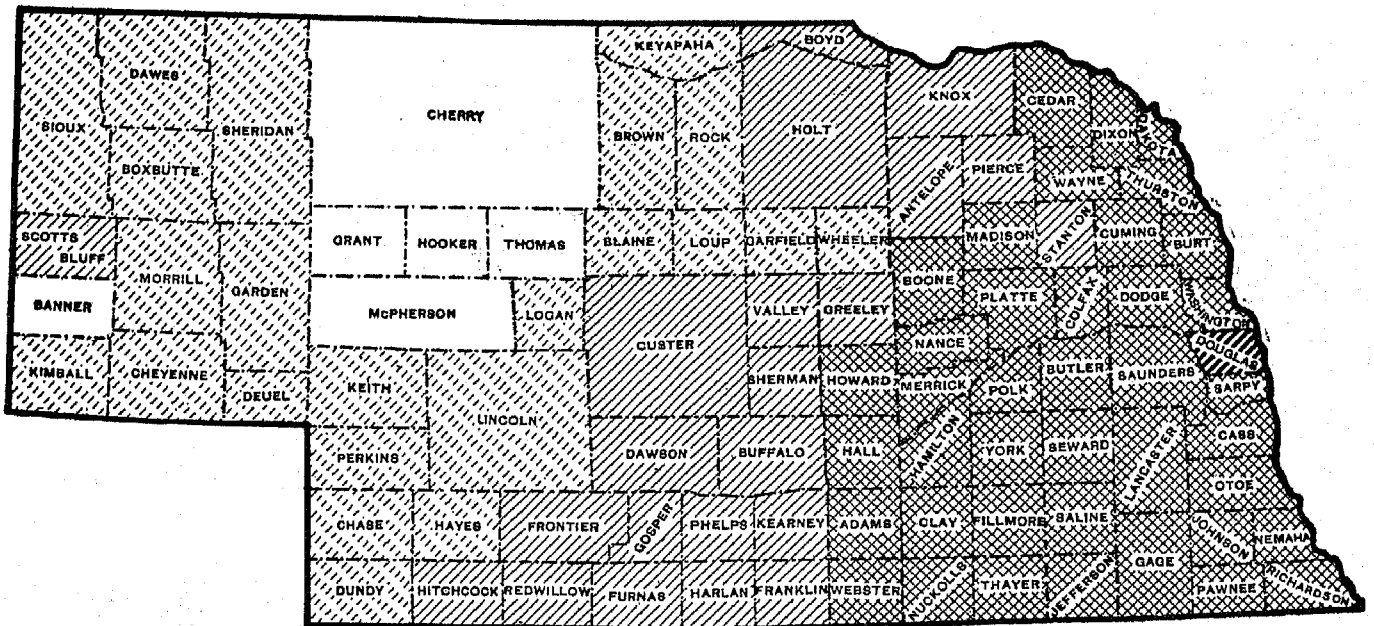 KEYAPAHA
BOYD
DAWES
CHERRY
KNOX
CEDAR
SIOUX
SHERIDAN
BROWN
ROCK
HOLT
DIXON
DAKOTA
BOXBUTTE
ANTELOPE
PIERCE
WAYNE
THURSTON
SCOTTS
BLUFF
GRANT
HOOKER
THOMAS
BLAINE
LOUP
GARFIELD
WHEELER
MADISON
STANTON
CUMING
BURT
MORRILL
GARDEN
BANNER
McPHERSON
LOGAN
CUSTER
VALLEY
GREELEY
BOONE
PLATTE
COLFAX
DODGE
WASHINGTON
KIMBALL
CHEYENNE
DEUEL
KEITH
LINCOLN
SHERMAN
HOWARD
NANCE
MERRICK
POLK
BUTLER
SAUNDERS
DOUGLAS
SARPY
PERKINS
DAWSON
BUFFALO
HALL
HAMILTON
YORK
SEWARD
LANCASTER
CASS
OTOE
CHASE
HAYES
FRONTIER
GOSPER
PHELPS
KEARNEY
ADAMS
CLAY
FILLMORE
SALINE
GAGE
JOHNSON
NEMAHA
DUNDY
HITCHCOCK
REDWILLOW
FURNAS
HARLAN
FRANKLIN
WEBSTER
NUCKOLLS
THAYER
JEFFERSON
PAWNEE
RICHARDSON